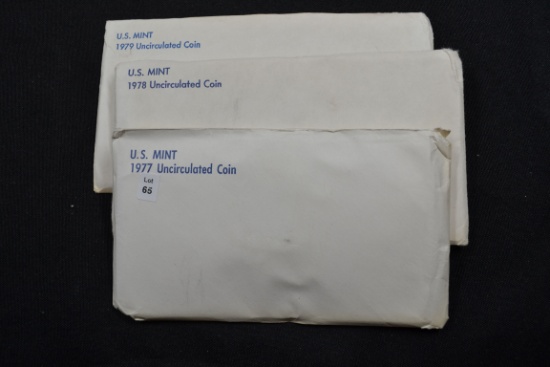 U.S. MINT
1979 Uncirculated Coin
U.S. MINT
1978 Uncirculated Coin
U.S. MINT
1977 Uncirculated Coin
Lot
65